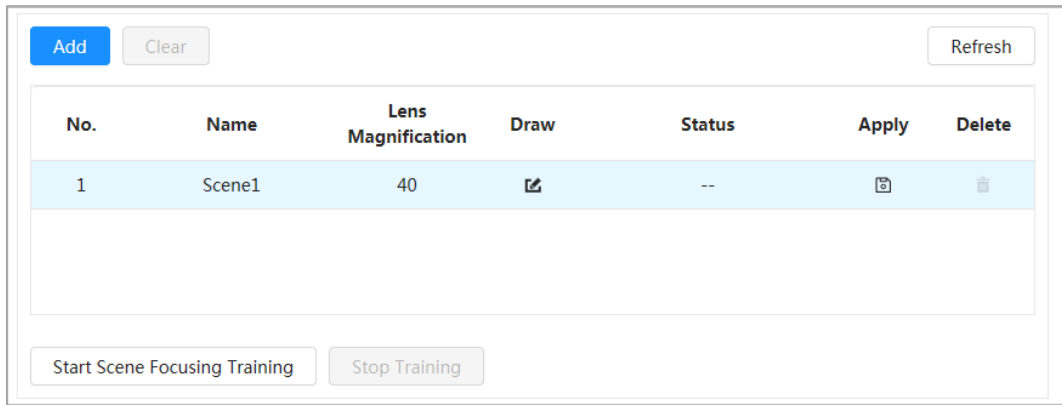 Add Clear Refresh
No. Name Lens Magnification Draw Status Apply Delete
1 Scene1 40 --
Start Scene Focusing Training Stop Training